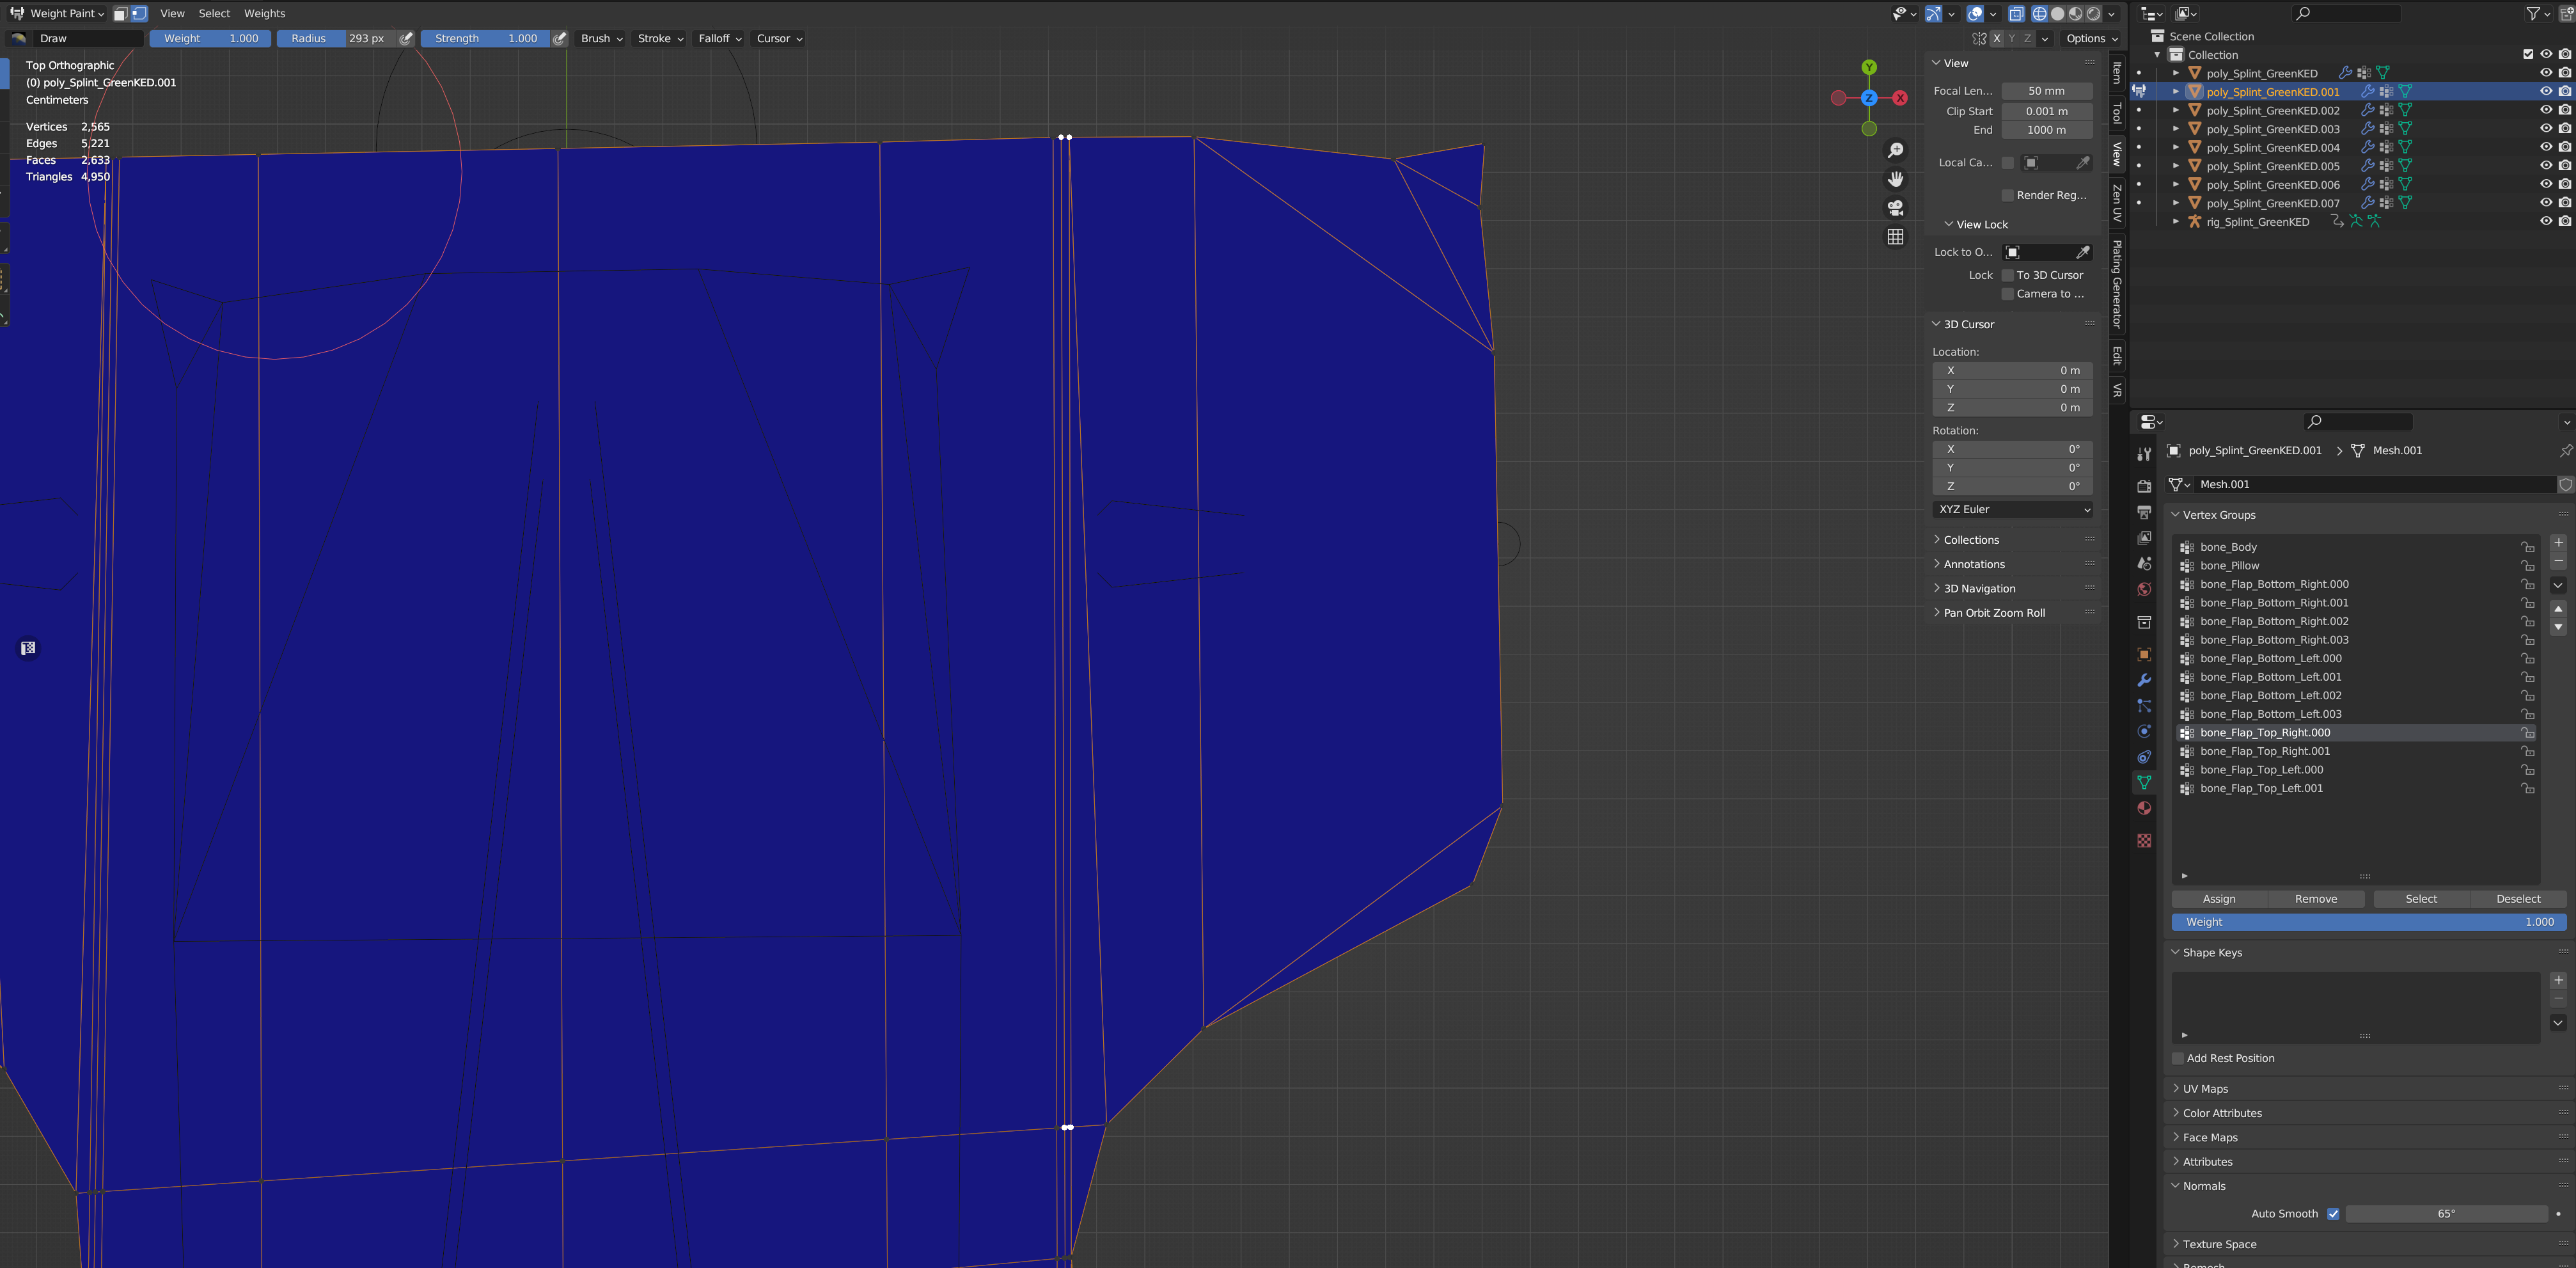 Weight Paint View Select Weights
Draw Weight 1.000 Radius 293 px Strength 1.000 Brush Stroke Falloff Cursor X Y Z Options
Top Orthographic
(0) poly_Splint_GreenKED.001
Centimeters
Vertices 2,565
Edges 5,221
Faces 2,633
Triangles 4,950
Y
Z
X
View
Focal Len... 50 mm
Clip Start 0.001 m
End 1000 m
Local Ca...
Render Reg...
View Lock
Lock to O...
Lock To 3D Cursor
Camera to ...
3D Cursor
Location:
X 0 m
Y 0 m
Z 0 m
Rotation:
X 0°
Y 0°
Z 0°
XYZ Euler
Collections
Annotations
3D Navigation
Pan Orbit Zoom Roll
Item
Tool
View
Zen UV
Plating Generator
Edit
VR
Scene Collection
Collection
poly_Splint_GreenKED
poly_Splint_GreenKED.001
poly_Splint_GreenKED.002
poly_Splint_GreenKED.003
poly_Splint_GreenKED.004
poly_Splint_GreenKED.005
poly_Splint_GreenKED.006
poly_Splint_GreenKED.007
rig_Splint_GreenKED
poly_Splint_GreenKED.001 Mesh.001
Mesh.001
Vertex Groups
bone_Body
bone_Pillow
bone_Flap_Bottom_Right.000
bone_Flap_Bottom_Right.001
bone_Flap_Bottom_Right.002
bone_Flap_Bottom_Right.003
bone_Flap_Bottom_Left.000
bone_Flap_Bottom_Left.001
bone_Flap_Bottom_Left.002
bone_Flap_Bottom_Left.003
bone_Flap_Top_Right.000
bone_Flap_Top_Right.001
bone_Flap_Top_Left.000
bone_Flap_Top_Left.001
Assign Remove Select Deselect
Weight 1.000
Shape Keys
Add Rest Position
UV Maps
Color Attributes
Face Maps
Attributes
Normals
Auto Smooth 65°
Texture Space
Remesh